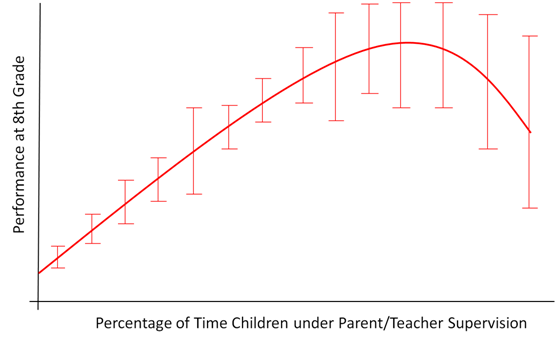 Performance at 8th Grade
Percentage of Time Children under Parent/Teacher Supervision